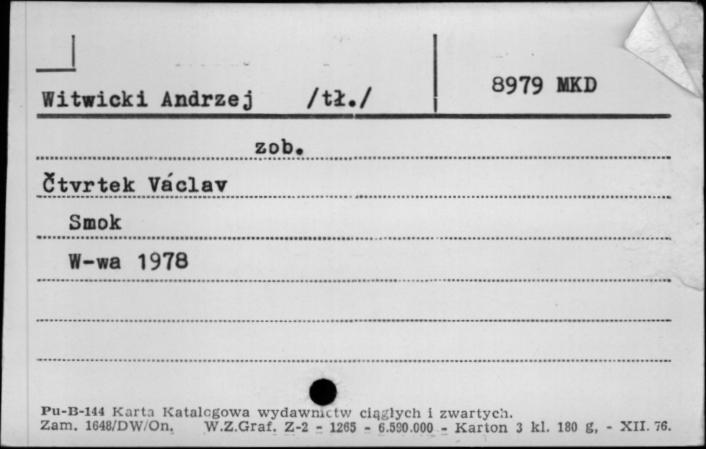 Witwicki Andrzej /tł./ 8979 MKD
zob.
Čtvrtek Václav
Smok
W-wa 1978
Pu-B-144 Karta Katalogowa wydawnictw ciągłych i zwartych.
Zam. 1648/DW/On. W.Z.Graf. Z-2 - 1265 - 6.590.000 - Karton 3 kl. 180 g, - XII. 76.